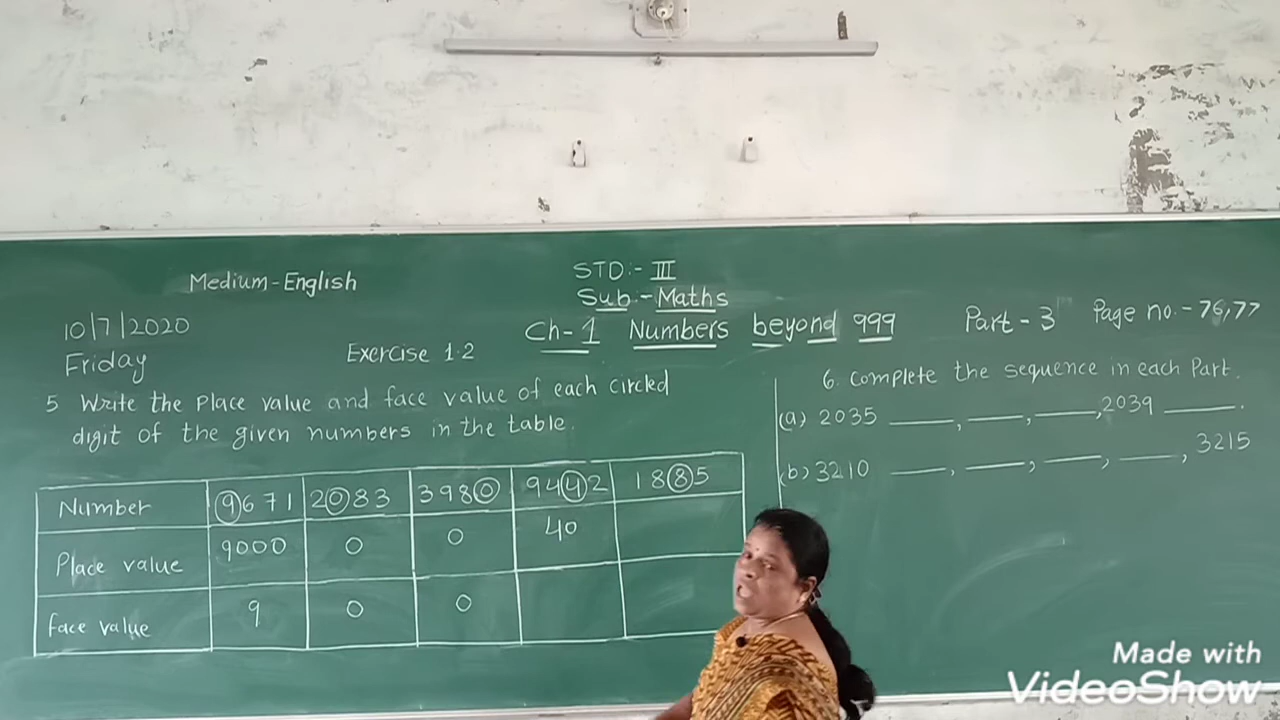 Medium-English
STD:- III
Sub-Maths
10/7/2020
Friday
Exercise 1.2
Ch-1 Numbers beyond 999
Part-3
Page no.-76,77
5 Write the Place value and face value of each circled
digit of the given numbers in the table.
Number 9671 2083 3980 9442 1885
Place value 9000 0 0 40
face value 9 0 0
6. Complete the sequence in each Part.
(a) 2035 ____, ____, ____, 2039 ____.
(b) 3210 ____, ____, ____, ____, 3215
Made with
VideoShow